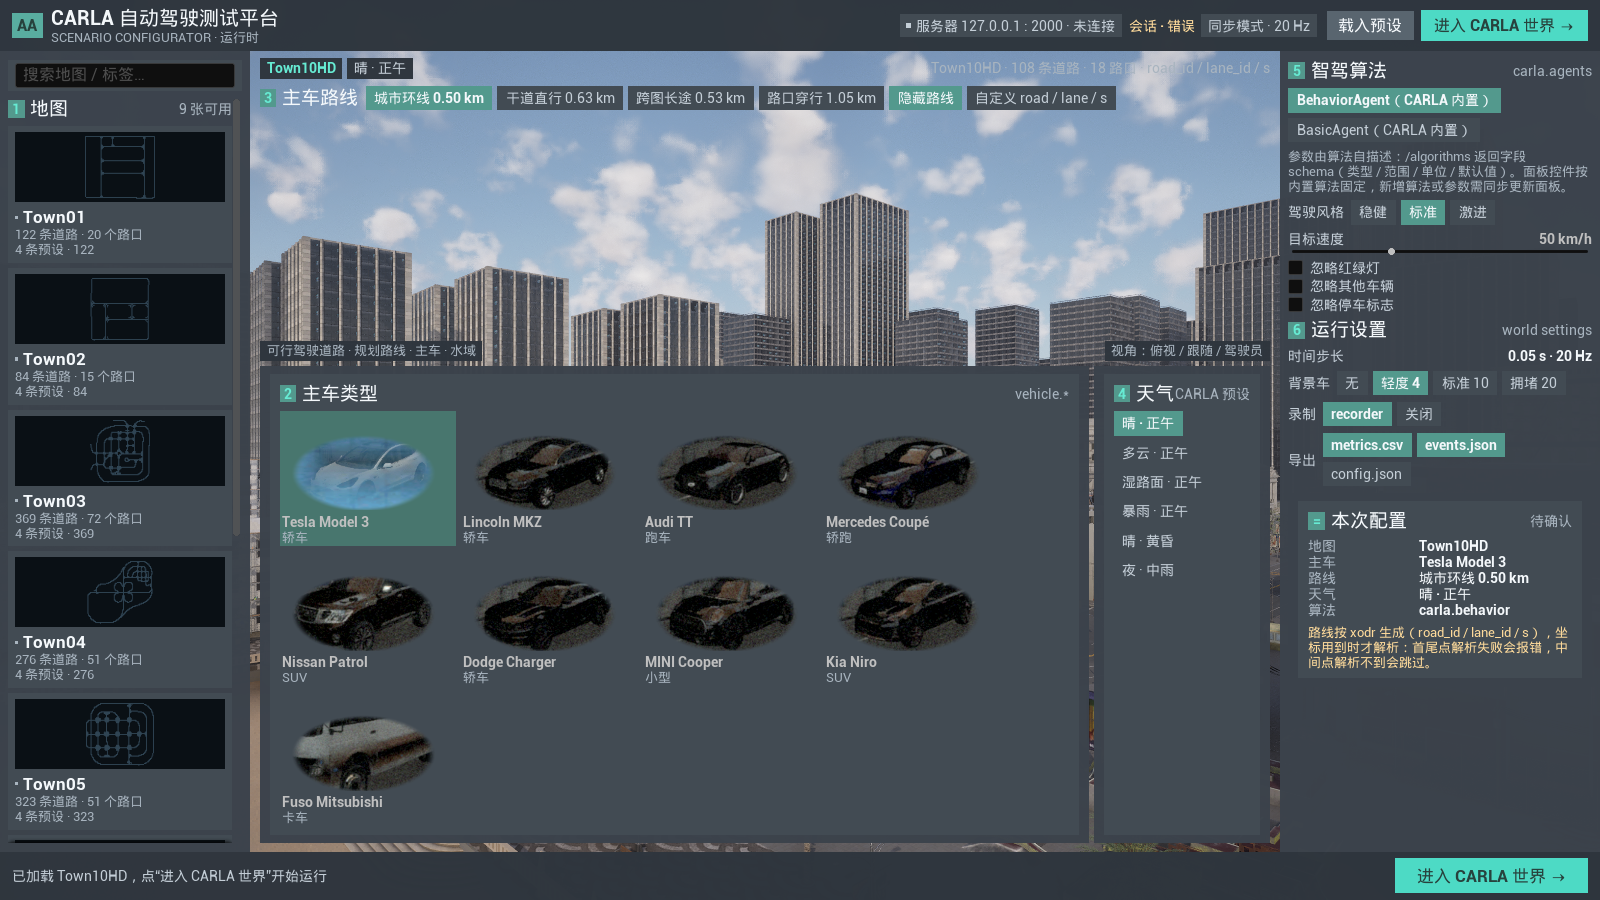 AA
CARLA 自动驾驶测试平台
SCENARIO CONFIGURATOR · 运行时
服务器 127.0.0.1 : 2000 · 未连接
会话 · 错误
同步模式 · 20 Hz
载入预设
进入 CARLA 世界 →
搜索地图 / 标签...
1 地图
9 张可用
Town01
122 条道路 · 20 个路口
4 条预设 · 122
Town02
84 条道路 · 15 个路口
4 条预设 · 84
Town03
369 条道路 · 72 个路口
4 条预设 · 369
Town04
276 条道路 · 51 个路口
4 条预设 · 276
Town05
323 条道路 · 51 个路口
4 条预设 · 323
Town10HD
晴 · 正午
Town10HD · 108 条道路 · 18 路口 · road_id / lane_id / s
3 主车路线
城市环线 0.50 km
干道直行 0.63 km
跨图长途 0.53 km
路口穿行 1.05 km
隐藏路线
自定义 road / lane / s
可行驾驶道路 · 规划路线 · 主车 · 水域
视角 : 俯视 / 跟随 / 驾驶员
2 主车类型
vehicle.*
Tesla Model 3
轿车
Lincoln MKZ
轿车
Audi TT
跑车
Mercedes Coupé
轿跑
Nissan Patrol
SUV
Dodge Charger
轿车
MINI Cooper
小型
Kia Niro
SUV
Fuso Mitsubishi
卡车
4 天气
CARLA 预设
晴 · 正午
多云 · 正午
湿路面 · 正午
暴雨 · 正午
晴 · 黄昏
夜 · 中雨
5 智驾算法
carla.agents
BehaviorAgent（CARLA 内置）
BasicAgent（CARLA 内置）
参数由算法自描述：/algorithms 返回字段
schema（类型 / 范围 / 单位 / 默认值）。面板控件按
内置算法固定，新增算法或参数需同步更新面板。
驾驶风格
稳健
标准
激进
目标速度
50 km/h
忽略红绿灯
忽略其他车辆
忽略停车标志
6 运行设置
world settings
时间步长
0.05 s · 20 Hz
背景车
无
轻度 4
标准 10
拥堵 20
录制
recorder
关闭
导出
metrics.csv
events.json
config.json
= 本次配置
待确认
地图 Town10HD
主车 Tesla Model 3
路线 城市环线 0.50 km
天气 晴 · 正午
算法 carla.behavior
路线按 xodr 生成（road_id / lane_id / s），坐
标用到时才解析：首尾点解析失败会报错，中
间点解析不到会跳过。
已加载 Town10HD，点“进入 CARLA 世界”开始运行
进入 CARLA 世界 →